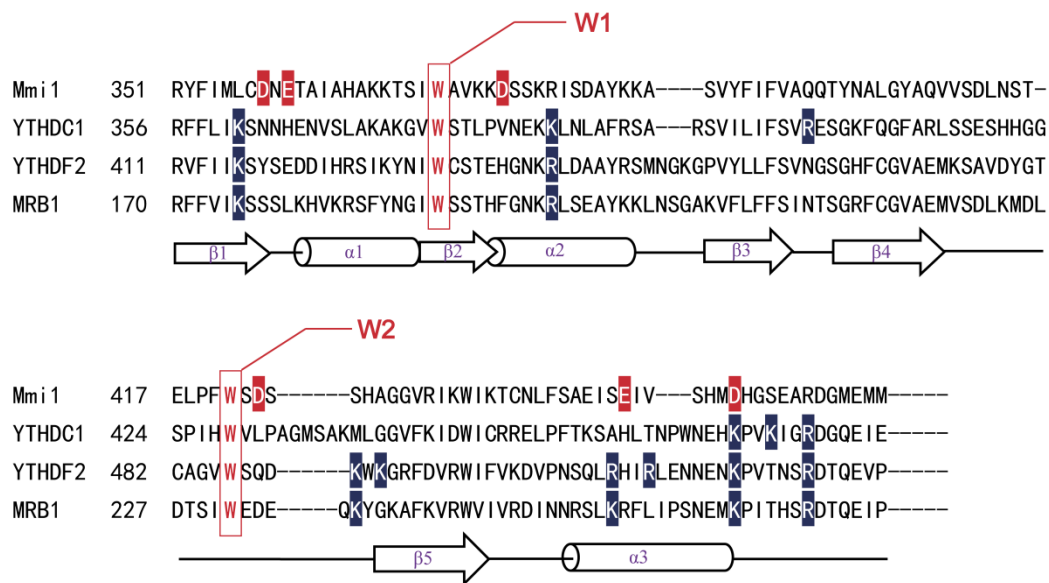 W1
Mmi1 351 RYFIMLCDNETAIAHAKKTSIWAVKKDSSKRISDAYKKA---SVYFIFVAQQTYNALGYAQVVSDLNST-
YTHDC1 356 RFFLIKSNNHENVSLAKAKGVWSTLPVNEKKLNLAFRSA---RSVILIFSVRESGKFQGFARLSSESHHGG
YTHDF2 411 RVFIIKSYSEDDIHRSIKYNIWCSTEHGNKRLDAAYRSMNGKGPVYLLFSVNGSGHFCGVAEMKSAVDYGT
MRB1 170 RFFVIKSSSLKHVKRSFYNGIWSSTHFGNKRLSEAYKKLNSGAKVFLFFSINTSGRFCGVAEMVSDLKMDL
β1 α1 β2 α2 β3 β4
W2
Mmi1 417 ELPFWSDS------SHAGGVRIKWIKTCNLFSAEISEIV---SHMDHGSEARDGMEMM-----
YTHDC1 424 SPIHWVLPAGMSAKMLGGVFKIDWICRRELPFTKSAHLTNPWNEHKPVKIGRDGQEIE-----
YTHDF2 482 CAGVWSQD------KWKGRFDVRWIFVKDVPNSQLRHIRLENNENKPVTNSRDTQEVP-----
MRB1 227 DTSIWEDE-----QKYGKAFKVRWVIVRDINNRSLKRFLIPSNEMKPITHSRDTQEIP-----
β5 α3